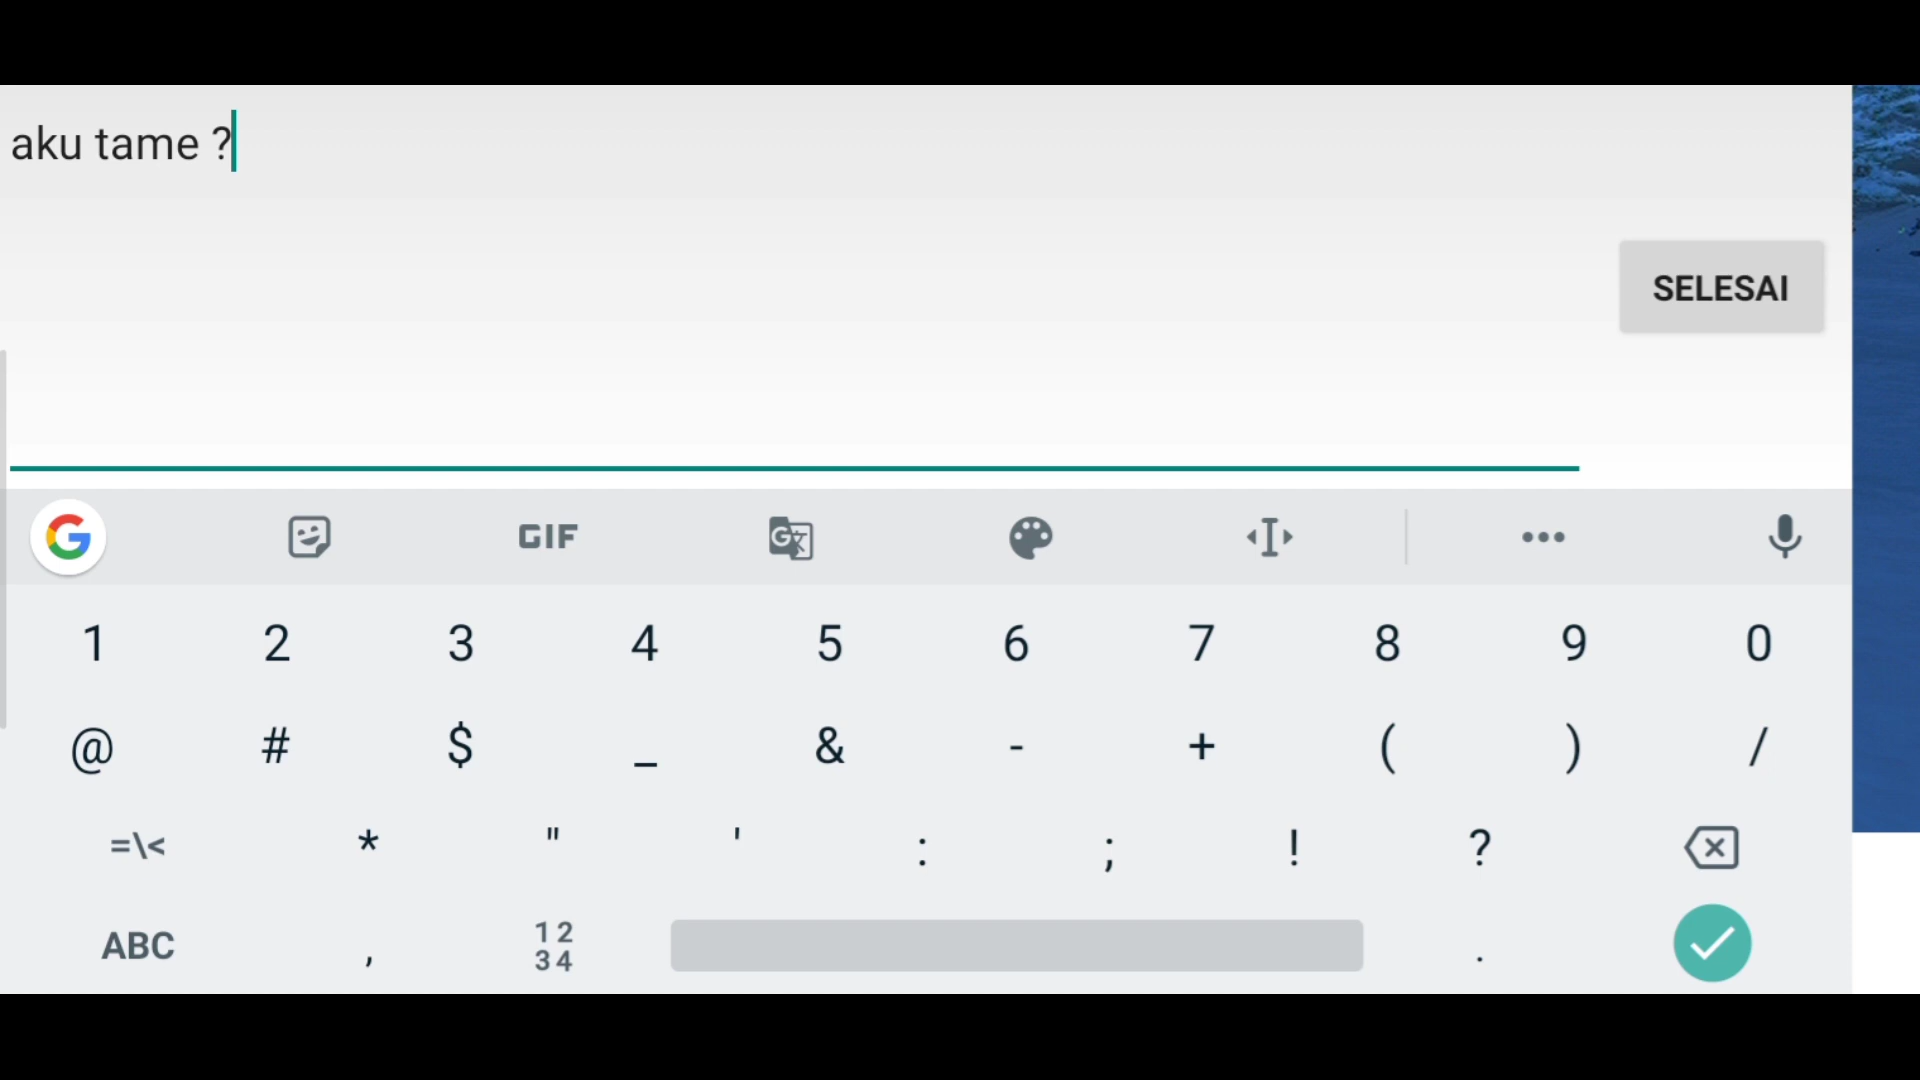 aku tame ?
SELESAI
GIF
1 2 3 4 5 6 7 8 9 0
@ # $ _ & - + ( ) /
=\< * " ' : ; ! ?
ABC , 12 34 .